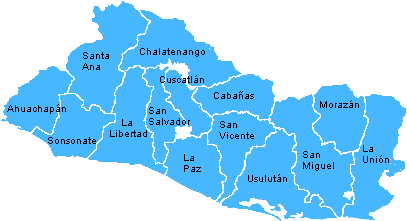 Chalatenango
Santa
Ana
Cuscatlán
Cabañas
Ahuachapán
Morazán
San
Salvador
La
Libertad
San
Vicente
Sonsonate
La
Unión
La
Paz
San
Miguel
Usulután